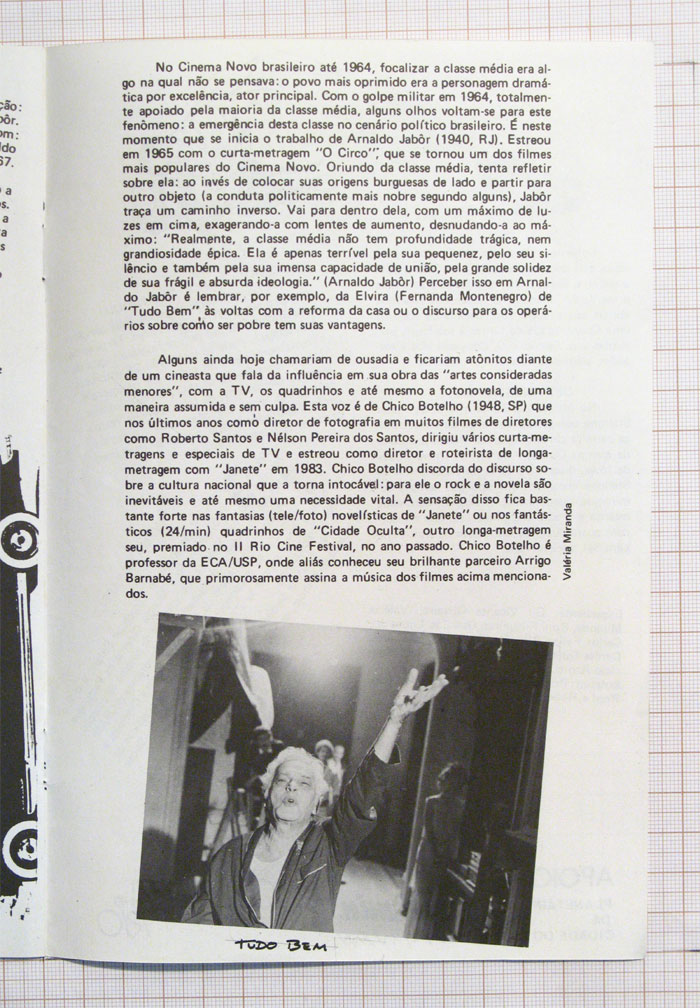 ção:
ôr.
om:
ldo
67.
o a
s.
a
a
s
No Cinema Novo brasileiro até 1964, focalizar a classe média era al-
go na qual não se pensava: o povo mais oprimido era a personagem dramá-
tica por excelência, ator principal. Com o golpe militar em 1964, totalmen-
te apoiado pela maioria da classe média, alguns olhos voltam-se para este
fenômeno: a emergência desta classe no cenário político brasileiro. É neste
momento que se inicia o trabalho de Arnaldo Jabôr (1940, RJ). Estreou
em 1965 com o curta-metragem "O Circo", que se tornou um dos filmes
mais populares do Cinema Novo. Oriundo da classe média, tenta refletir
sobre ela: ao invés de colocar suas origens burguesas de lado e partir para
outro objeto (a conduta politicamente mais nobre segundo alguns), Jabôr
traça um caminho inverso. Vai para dentro dela, com um máximo de lu-
zes em cima, exagerando-a com lentes de aumento, desnudando-a ao má-
ximo: "Realmente, a classe média não tem profundidade trágica, nem
grandiosidade épica. Ela é apenas terrível pela sua pequenez, pelo seu si-
lêncio e também pela sua imensa capacidade de união, pela grande solidez
de sua frágil e absurda ideologia." (Arnaldo Jabôr) Perceber isso em Arnal-
do Jabôr é lembrar, por exemplo, da Elvira (Fernanda Montenegro) de
"Tudo Bem", às voltas com a reforma da casa ou o discurso para os operá-
rios sobre como ser pobre tem suas vantagens.
Alguns ainda hoje chamariam de ousadia e ficariam atônitos diante
de um cineasta que fala da influência em sua obra das "artes consideradas
menores", com a TV, os quadrinhos e até mesmo a fotonovela, de uma
maneira assumida e sem culpa. Esta voz é de Chico Botelho (1948, SP) que
nos últimos anos como diretor de fotografia em muitos filmes de diretores
como Roberto Santos e Nélson Pereira dos Santos, dirigiu vários curta-me-
tragens e especiais de TV e estreou como diretor e roteirista de longa-
metragem com "Janete" em 1983. Chico Botelho discorda do discurso so-
bre a cultura nacional que a torna intocável: para ele o rock e a novela são
inevitáveis e até mesmo uma necessidade vital. A sensação disso fica bas-
tante forte nas fantasias (tele/foto) novelísticas de "Janete" ou nos fantás-
ticos (24/min) quadrinhos de "Cidade Oculta", outro longa-metragem
seu, premiado no II Rio Cine Festival, no ano passado. Chico Botelho é
professor da ECA/USP, onde aliás conheceu seu brilhante parceiro Arrigo
Barnabé, que primorosamente assina a música dos filmes acima menciona-
dos.
Valéria Miranda
TUDO BEM